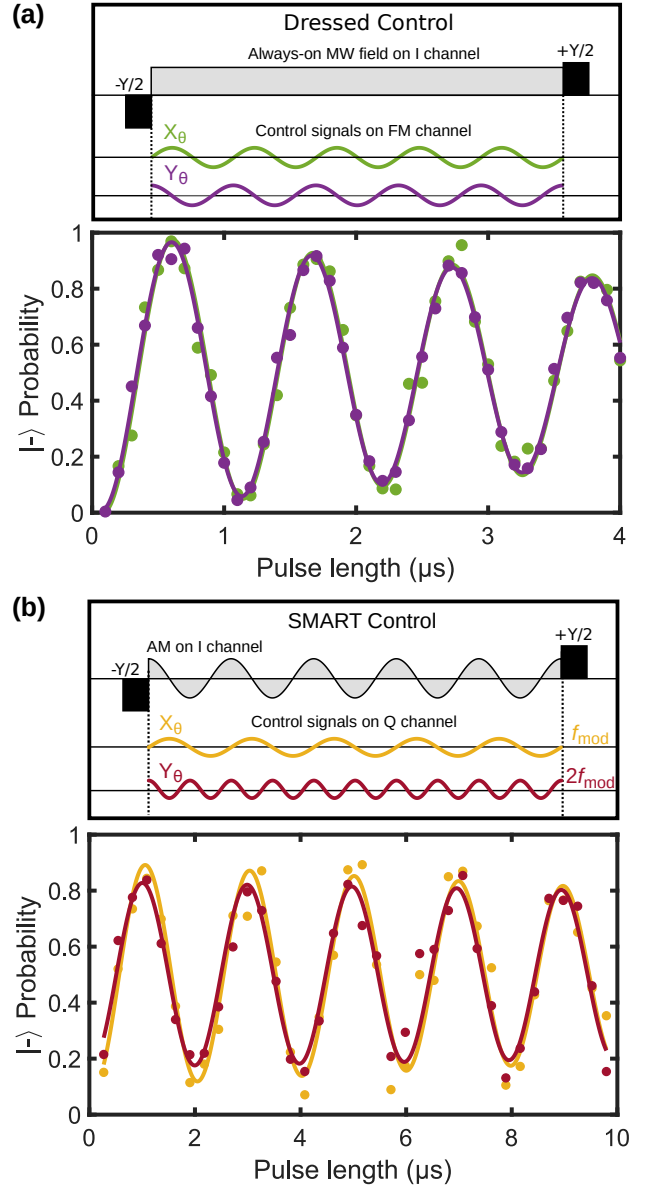 (a)
Dressed Control
Always-on MW field on I channel
-Y/2
+Y/2
Control signals on FM channel
Xθ
Yθ
1
0.8
0.6
0.4
0.2
0
|-⟩ Probability
0 1 2 3 4
Pulse length (μs)
(b)
SMART Control
AM on I channel
-Y/2
+Y/2
Control signals on Q channel
Xθ
fmod
Yθ
2fmod
1
0.8
0.6
0.4
0.2
0
|-⟩ Probability
0 2 4 6 8 10
Pulse length (μs)